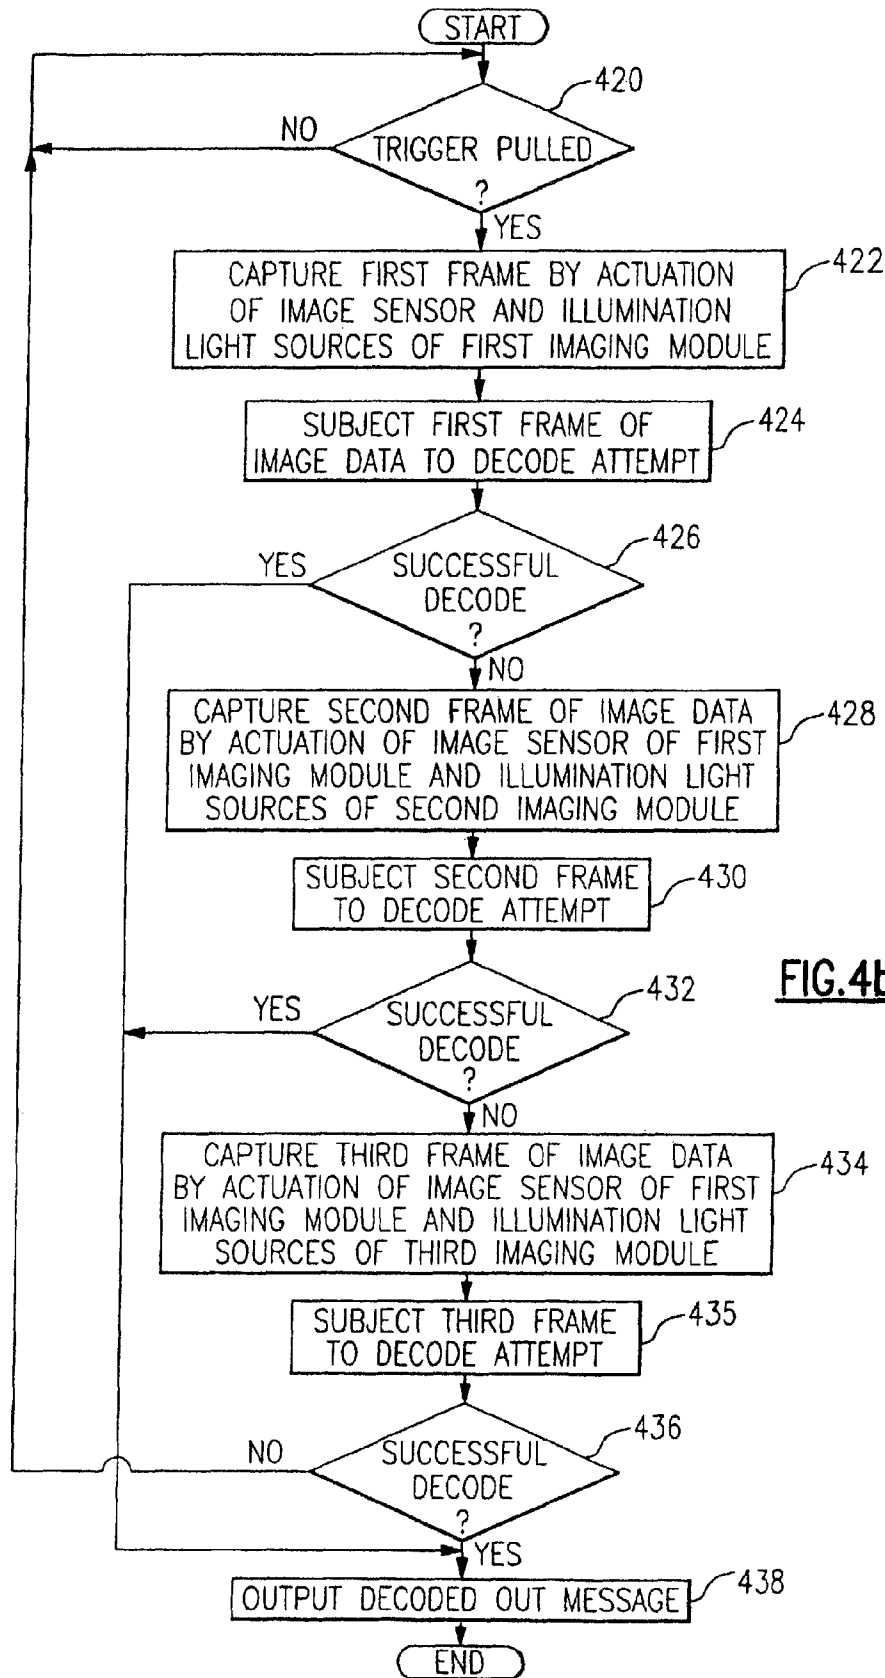 START
420
NO
TRIGGER PULLED
?
YES
422
CAPTURE FIRST FRAME BY ACTUATION
OF IMAGE SENSOR AND ILLUMINATION
LIGHT SOURCES OF FIRST IMAGING MODULE
424
SUBJECT FIRST FRAME OF
IMAGE DATA TO DECODE ATTEMPT
426
YES
SUCCESSFUL
DECODE
?
NO
428
CAPTURE SECOND FRAME OF IMAGE DATA
BY ACTUATION OF IMAGE SENSOR OF FIRST
IMAGING MODULE AND ILLUMINATION LIGHT
SOURCES OF SECOND IMAGING MODULE
430
SUBJECT SECOND FRAME
TO DECODE ATTEMPT
FIG.4b
432
YES
SUCCESSFUL
DECODE
?
NO
434
CAPTURE THIRD FRAME OF IMAGE DATA
BY ACTUATION OF IMAGE SENSOR OF FIRST
IMAGING MODULE AND ILLUMINATION LIGHT
SOURCES OF THIRD IMAGING MODULE
435
SUBJECT THIRD FRAME
TO DECODE ATTEMPT
436
NO
SUCCESSFUL
DECODE
?
YES
438
OUTPUT DECODED OUT MESSAGE
END